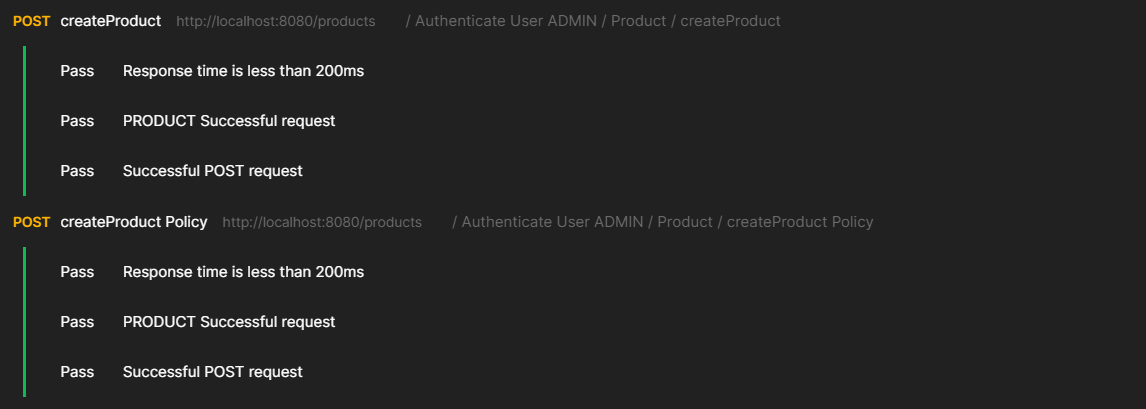 POST createProduct http://localhost:8080/products / Authenticate User ADMIN / Product / createProduct
Pass Response time is less than 200ms
Pass PRODUCT Successful request
Pass Successful POST request
POST createProduct Policy http://localhost:8080/products / Authenticate User ADMIN / Product / createProduct Policy
Pass Response time is less than 200ms
Pass PRODUCT Successful request
Pass Successful POST request